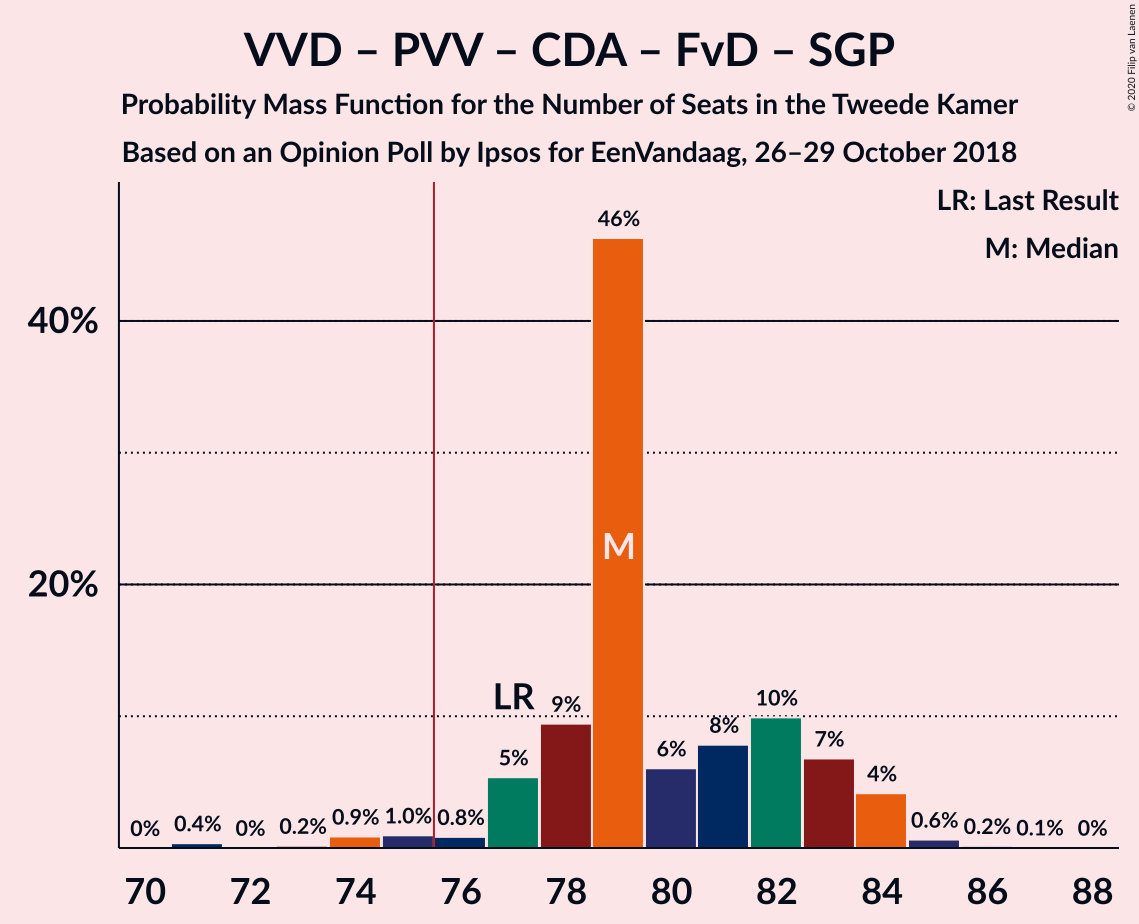 VVD – PVV – CDA – FvD – SGP
Probability Mass Function for the Number of Seats in the Tweede Kamer
Based on an Opinion Poll by Ipsos for EenVandaag, 26–29 October 2018
© 2020 Filip van Laenen
LR: Last Result
M: Median
40%
20%
0%
0.4%
0%
0.2%
0.9%
1.0%
0.8%
LR
5%
9%
46%
M
6%
8%
10%
7%
4%
0.6%
0.2%
0.1%
0%
70 72 74 76 78 80 82 84 86 88